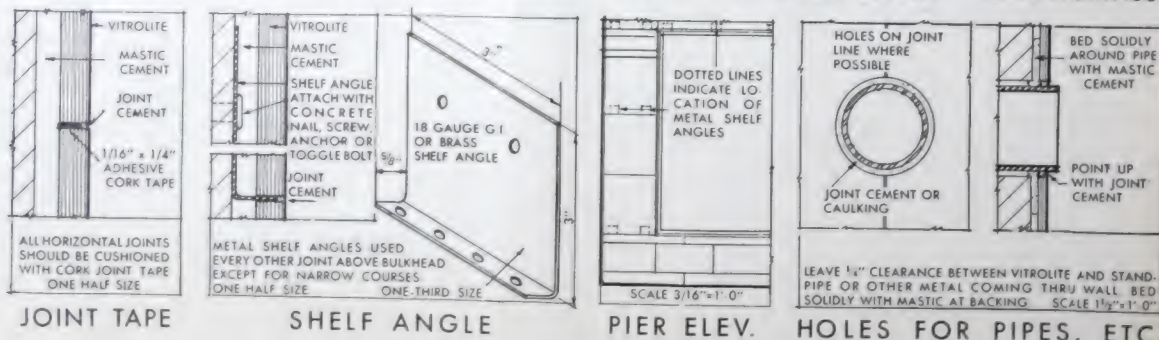 VITROLITE
MASTIC
CEMENT
JOINT
CEMENT
1/16" x 1/4"
ADHESIVE
CORK TAPE
ALL HORIZONTAL JOINTS
SHOULD BE CUSHIONED
WITH CORK JOINT TAPE
ONE HALF SIZE
JOINT TAPE
VITROLITE
MASTIC
CEMENT
SHELF ANGLE
ATTACH WITH
CONCRETE
NAIL, SCREW,
ANCHOR OR
TOGGLE BOLT
JOINT
CEMENT
18 GAUGE G I
OR BRASS
SHELF ANGLE
5/8"
3"
METAL SHELF ANGLES USED
EVERY OTHER JOINT ABOVE BULKHEAD
EXCEPT FOR NARROW COURSES
ONE HALF SIZE
ONE-THIRD SIZE
SHELF ANGLE
DOTTED LINES
INDICATE LO-
CATION OF
METAL SHELF
ANGLES
SCALE 3/16"=1'-0"
PIER ELEV.
HOLES ON JOINT
LINE WHERE
POSSIBLE
JOINT CEMENT OR
CAULKING
BED SOLIDLY
AROUND PIPE
WITH MASTIC
CEMENT
POINT UP
WITH JOINT
CEMENT
LEAVE 1/4" CLEARANCE BETWEEN VITROLITE AND STAND-
PIPE OR OTHER METAL COMING THRU WALL BED
SOLIDLY WITH MASTIC AT BACKING SCALE 1 1/2"=1'-0"
HOLES FOR PIPES, ETC